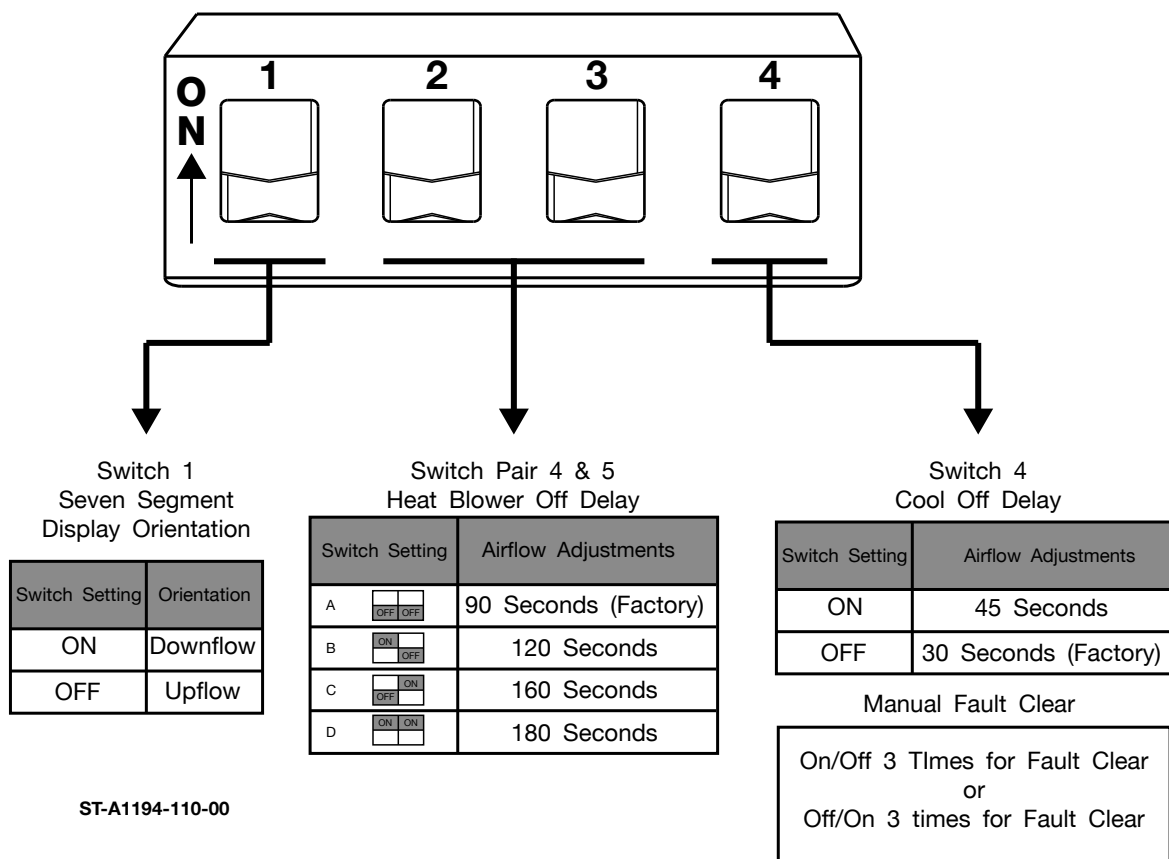 1 2 3 4
ON
Switch 1
Seven Segment
Display Orientation
Switch Setting Orientation
ON Downflow
OFF Upflow
Switch Pair 4 & 5
Heat Blower Off Delay
Switch Setting Airflow Adjustments
A OFF OFF 90 Seconds (Factory)
B ON OFF 120 Seconds
C OFF ON 160 Seconds
D ON ON 180 Seconds
Switch 4
Cool Off Delay
Switch Setting Airflow Adjustments
ON 45 Seconds
OFF 30 Seconds (Factory)
Manual Fault Clear
On/Off 3 TImes for Fault Clear
or
Off/On 3 times for Fault Clear
ST-A1194-110-00